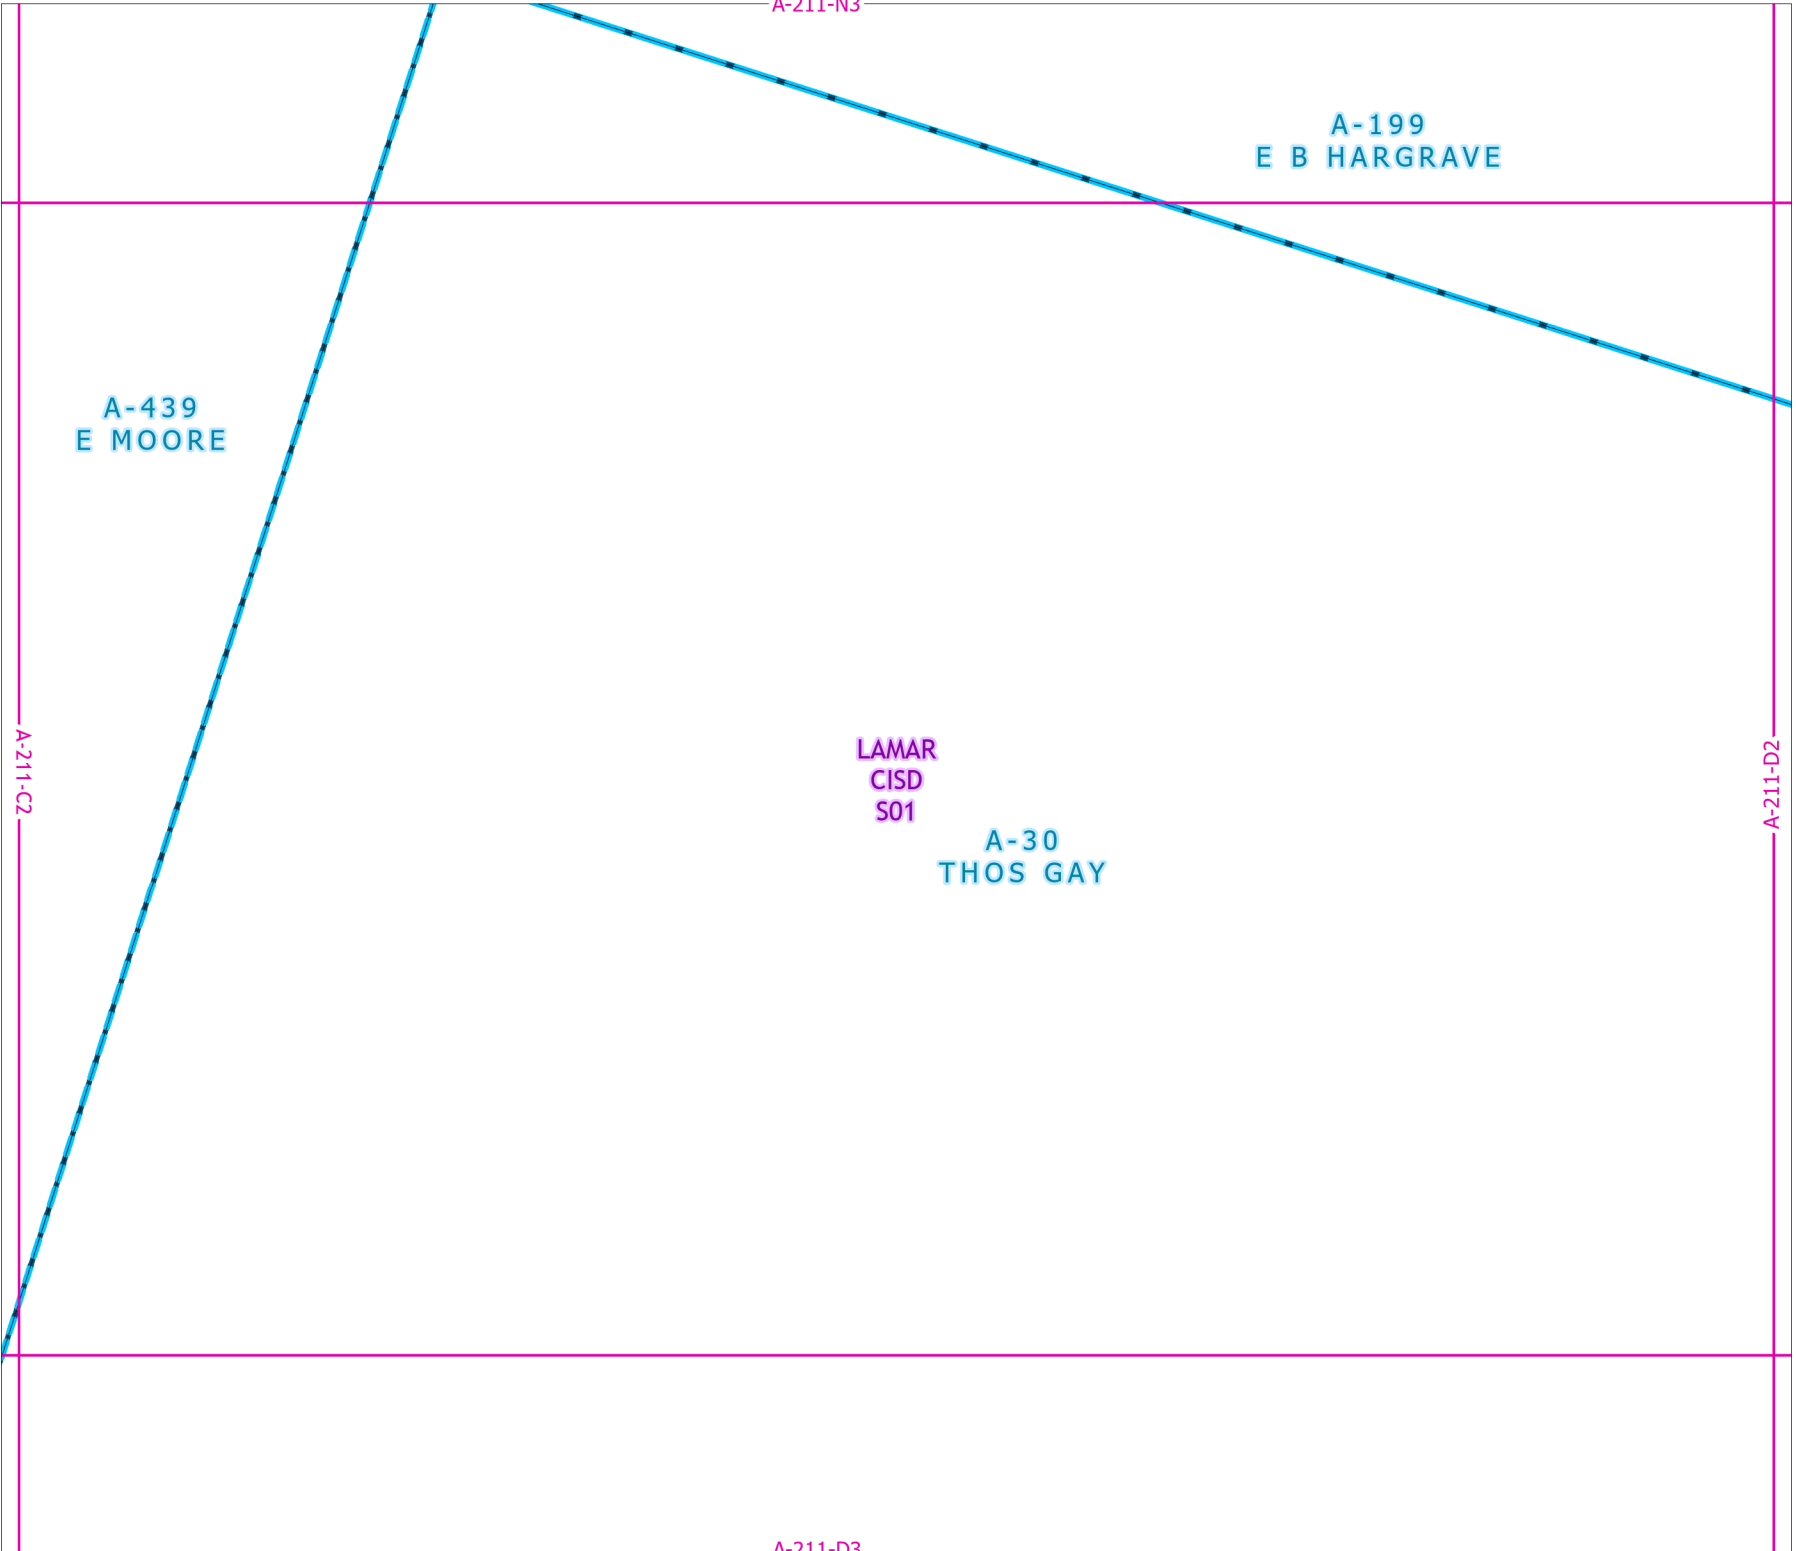 A-211-N3
A-199
E B HARGRAVE
A-439
E MOORE
A-211-C2
LAMAR
CISD
S01
A-211-D2
A-30
THOS GAY
A-211-D3